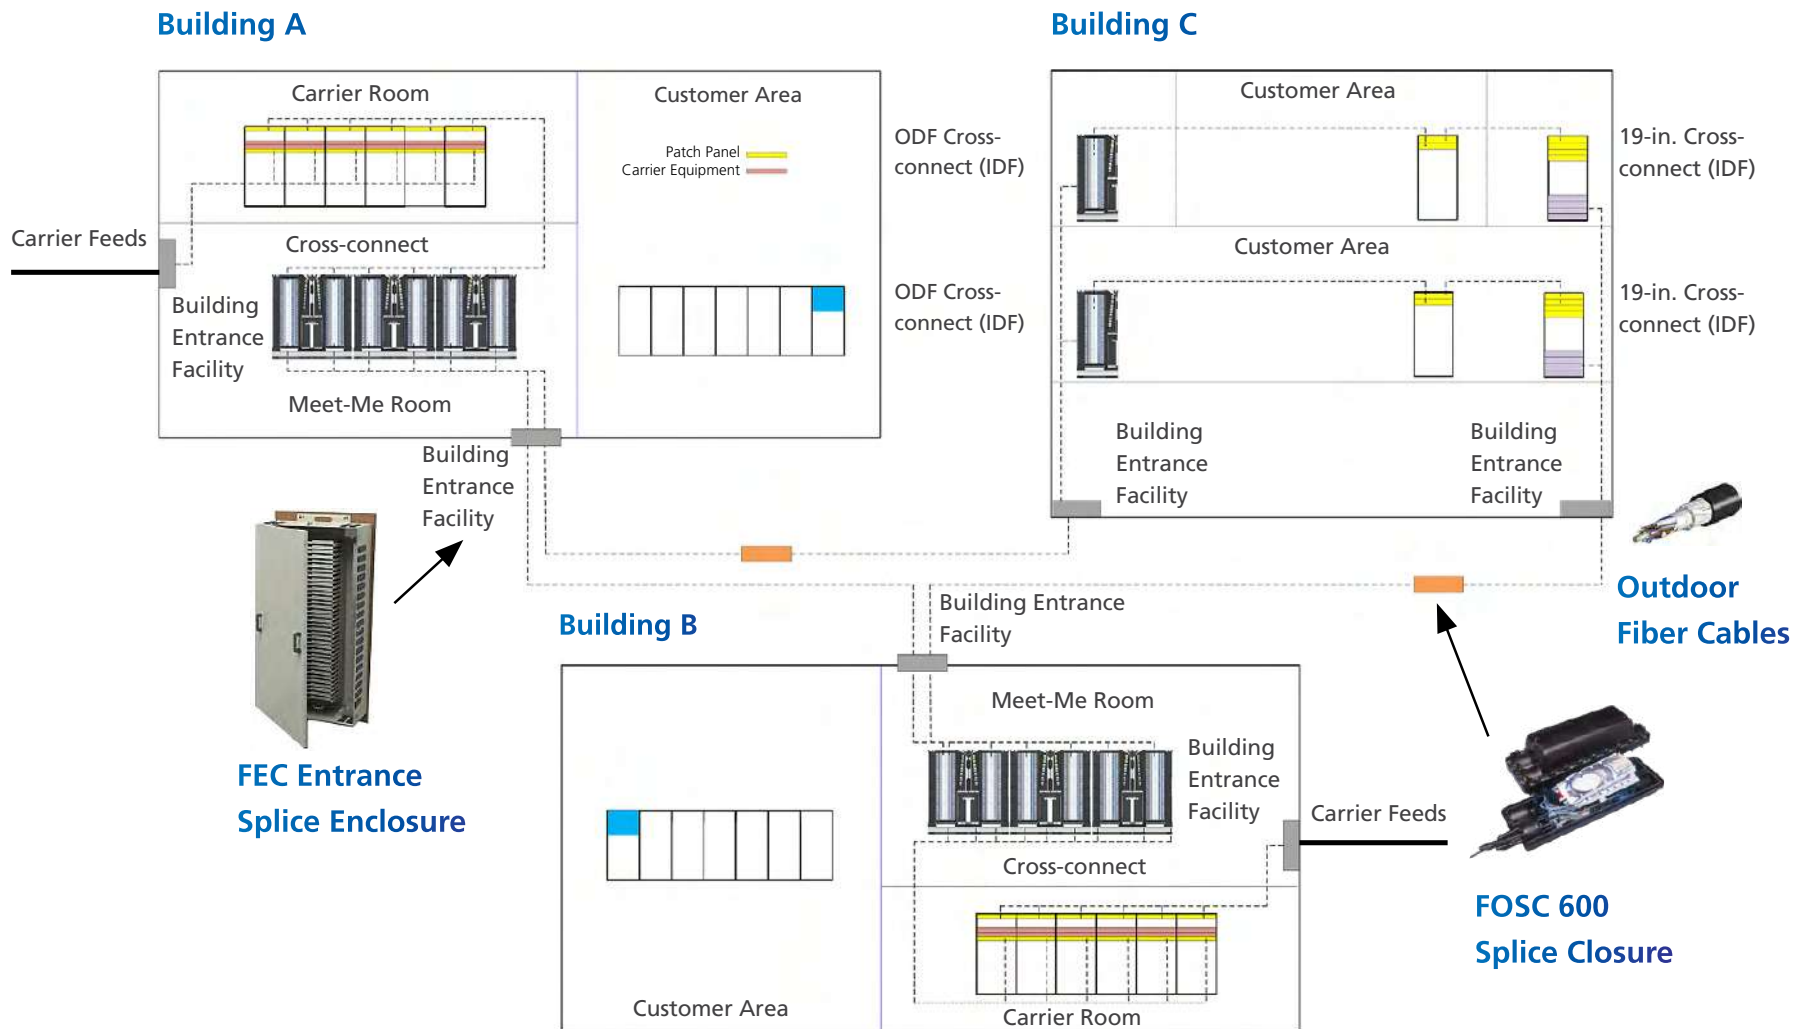 Building A
Carrier Room
Customer Area
Patch Panel
Carrier Equipment
Carrier Feeds
Cross-connect
Building
Entrance
Facility
Meet-Me Room
Building
Entrance
Facility
FEC Entrance
Splice Enclosure
Building C
Customer Area
ODF Cross-
connect (IDF)
19-in. Cross-
connect (IDF)
Customer Area
ODF Cross-
connect (IDF)
19-in. Cross-
connect (IDF)
Building
Entrance
Facility
Building
Entrance
Facility
Outdoor
Fiber Cables
Building B
Building Entrance
Facility
Meet-Me Room
Building
Entrance
Facility
Carrier Feeds
Cross-connect
Customer Area
Carrier Room
FOSC 600
Splice Closure